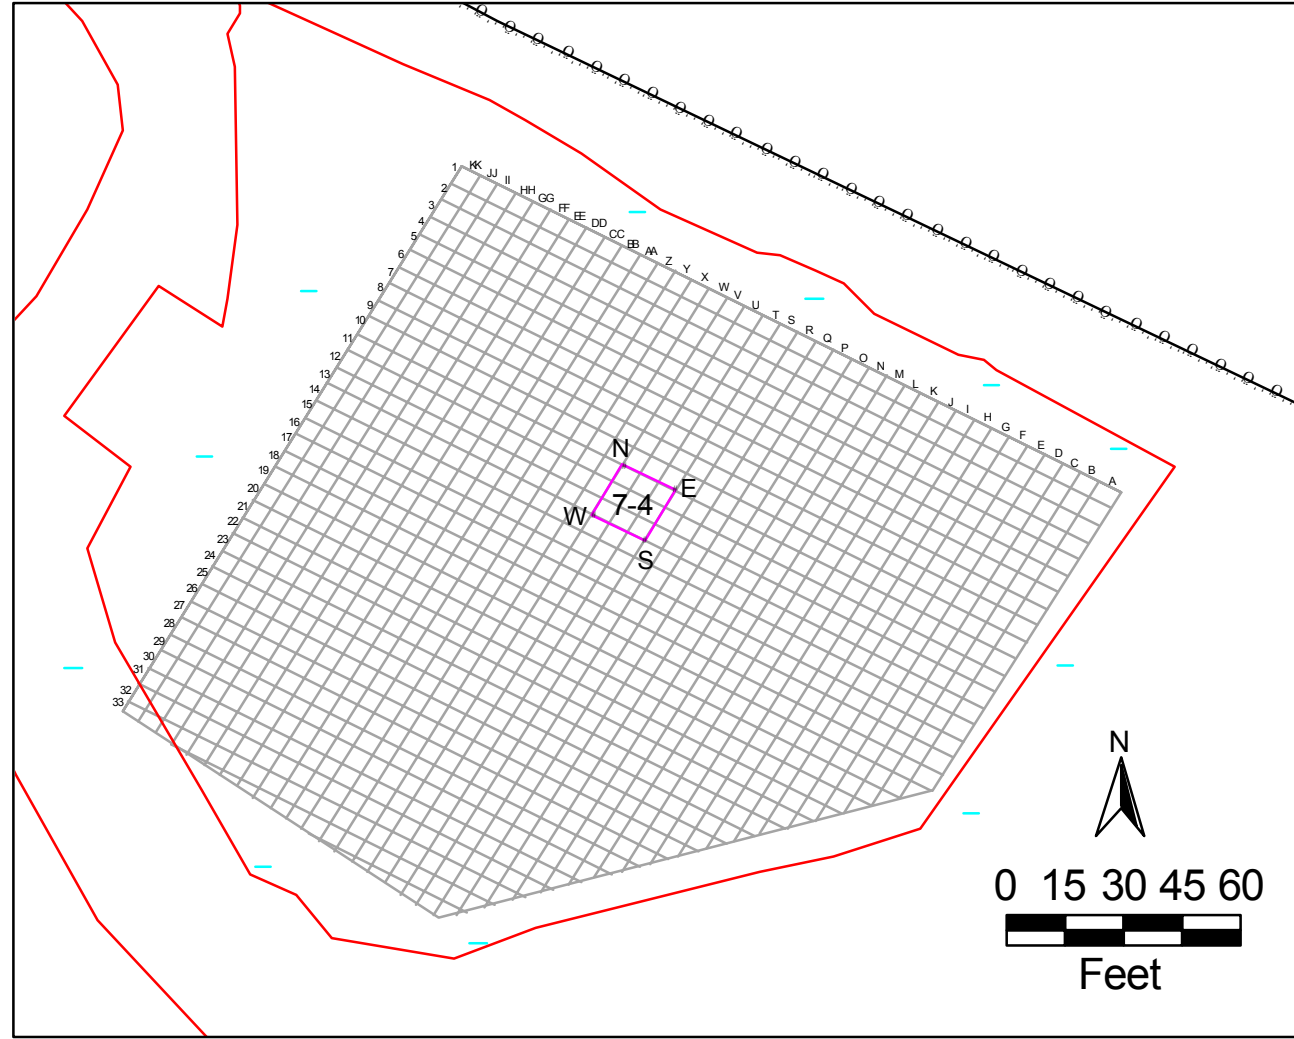 1
2
3
4
5
6
7
8
9
10
11
12
13
14
15
16
17
18
19
20
21
22
23
24
25
26
27
28
29
30
31
32
33
KK
JJ
II
HH
GG
FF
EE
DD
CC
BB
AA
Z
Y
X
W
V
U
T
S
R
Q
P
O
N
M
L
K
J
I
H
G
F
E
D
C
B
A
N
E
7-4
W
S
N
0 15 30 45 60
Feet